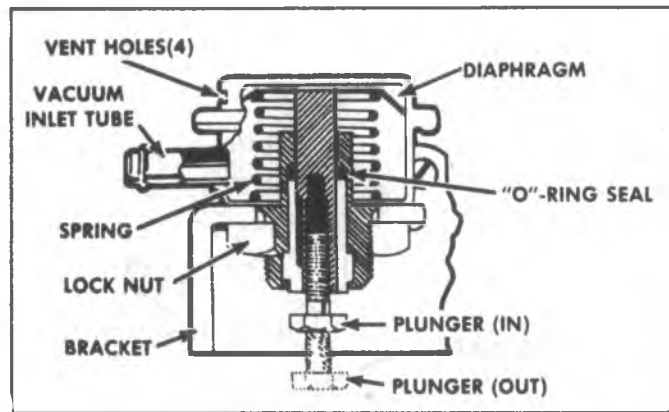 VENT HOLES(4)
DIAPHRAGM
VACUUM
INLET TUBE
"O"-RING SEAL
SPRING
LOCK NUT
PLUNGER (IN)
BRACKET
PLUNGER (OUT)